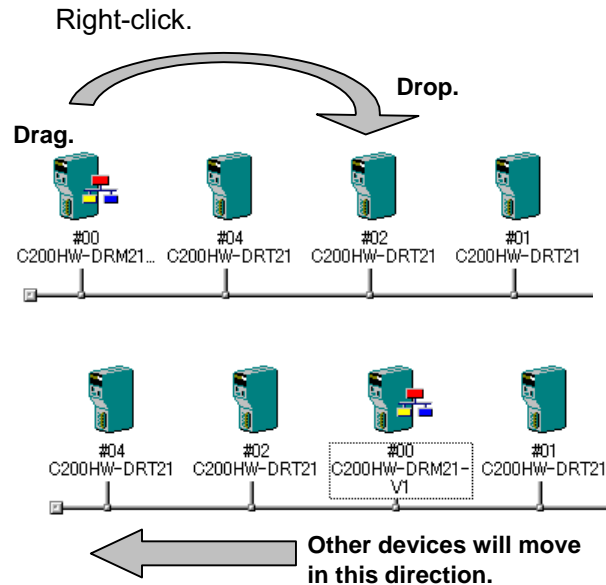 Right-click.
Drop.
Drag.
#00
C200HW-DRM21...
#04
C200HW-DRT21
#02
C200HW-DRT21
#01
C200HW-DRT21
#04
C200HW-DRT21
#02
C200HW-DRT21
#00
C200HW-DRM21-
V1
#01
C200HW-DRT21
Other devices will move
in this direction.